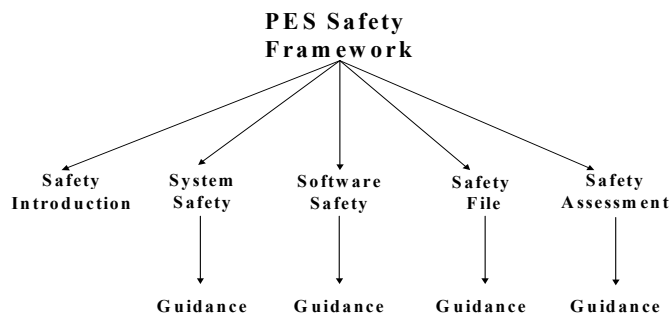 PES Safety
Framework
Safety
Introduction
System
Safety
Software
Safety
Safety
File
Safety
Assessment
Guidance
Guidance
Guidance
Guidance